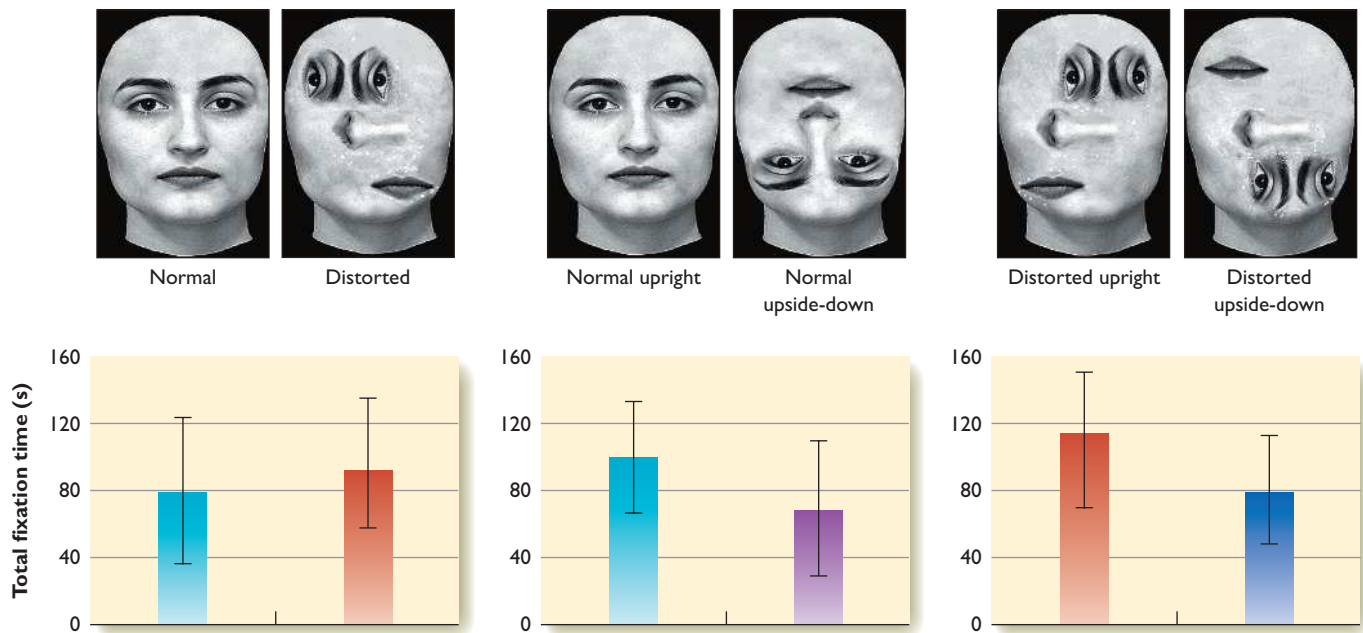 Normal
Distorted
Normal upright
Normal
upside-down
Distorted upright
Distorted
upside-down
Total fixation time (s)
160
120
80
40
0
160
120
80
40
0
160
120
80
40
0